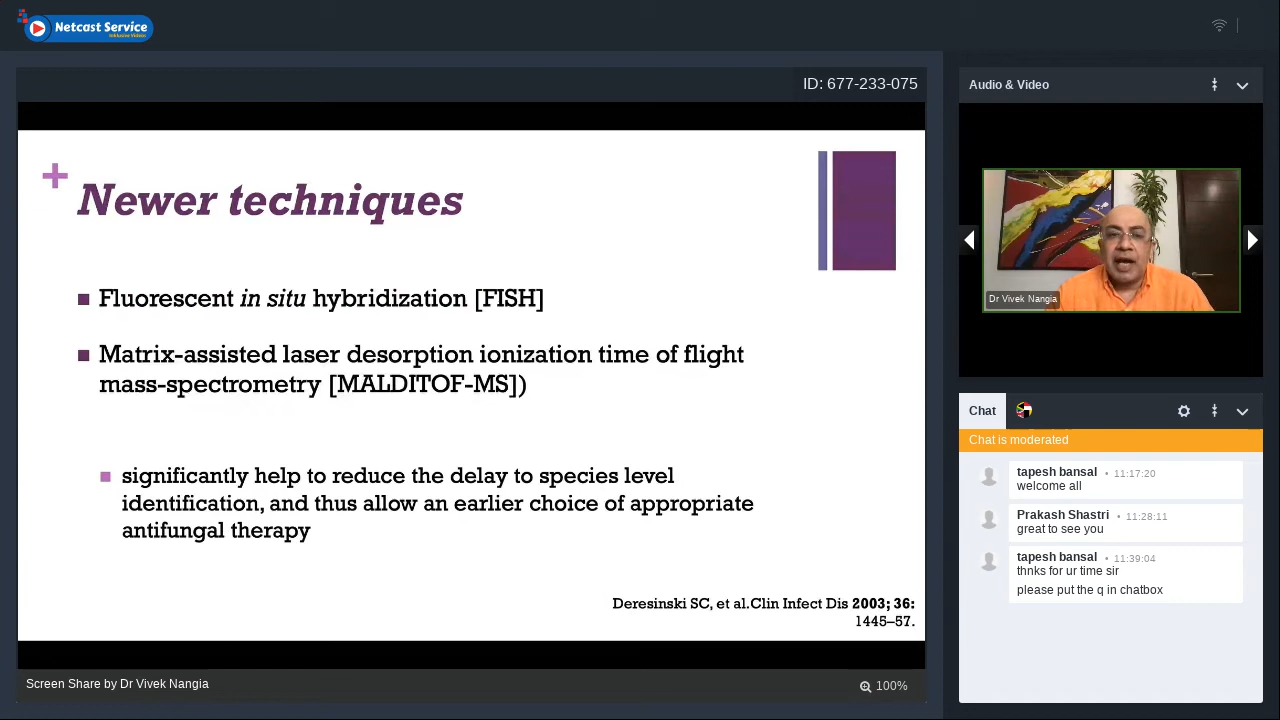 Netcast Service
Inklusive Videos
ID: 677-233-075
Newer techniques
Fluorescent in situ hybridization [FISH]
Matrix-assisted laser desorption ionization time of flight
mass-spectrometry [MALDITOF-MS])
significantly help to reduce the delay to species level
identification, and thus allow an earlier choice of appropriate
antifungal therapy
Deresinski SC, et al.Clin Infect Dis 2003; 36:
1445–57.
Screen Share by Dr Vivek Nangia
100%
Audio & Video
Dr Vivek Nangia
Chat
Chat is moderated
tapesh bansal • 11:17:20
welcome all
Prakash Shastri • 11:28:11
great to see you
tapesh bansal • 11:39:04
thnks for ur time sir
please put the q in chatbox